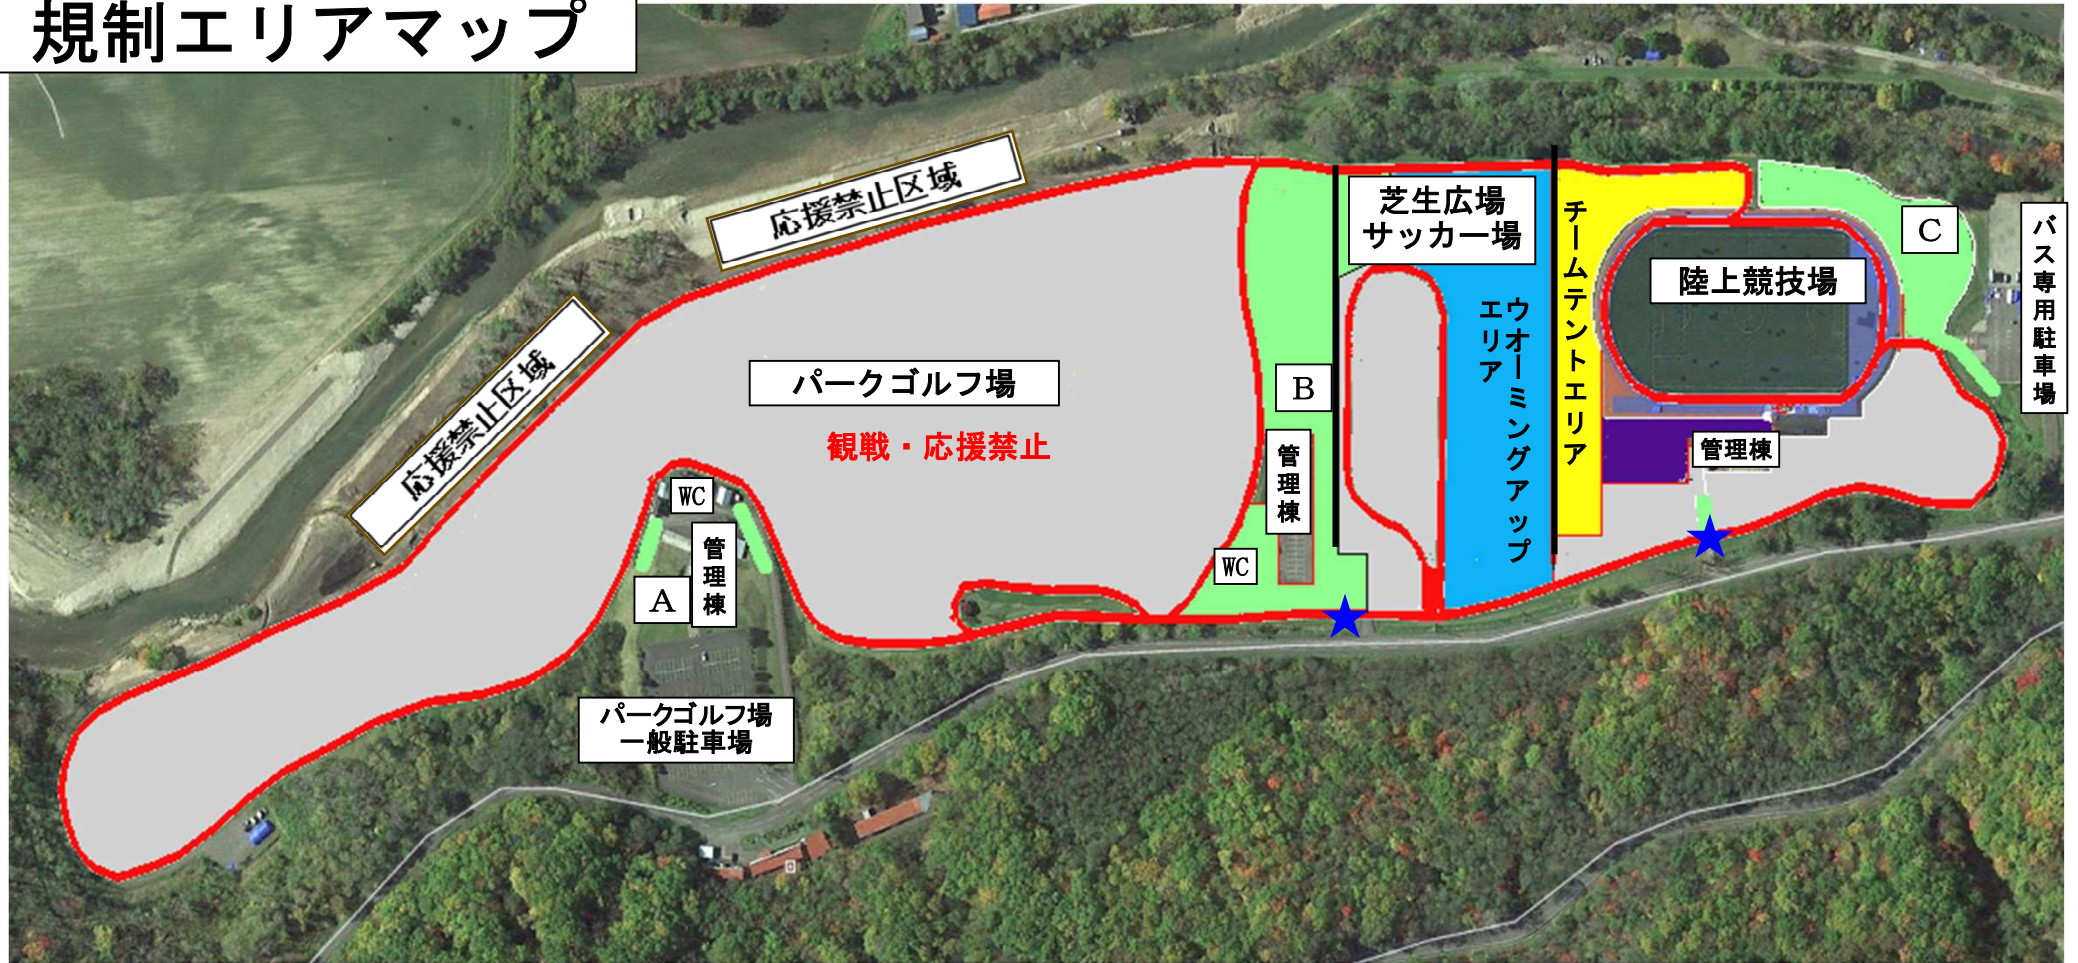 規制エリアマップ
応援禁止区域
応援禁止区域
パークゴルフ場
観戦・応援禁止
WC
管理棟
A
パークゴルフ場
一般駐車場
B
管理棟
WC
芝生広場
サッカー場
ウオーミングアップ
エリア
チームテントエリア
陸上競技場
管理棟
C
バス専用駐車場